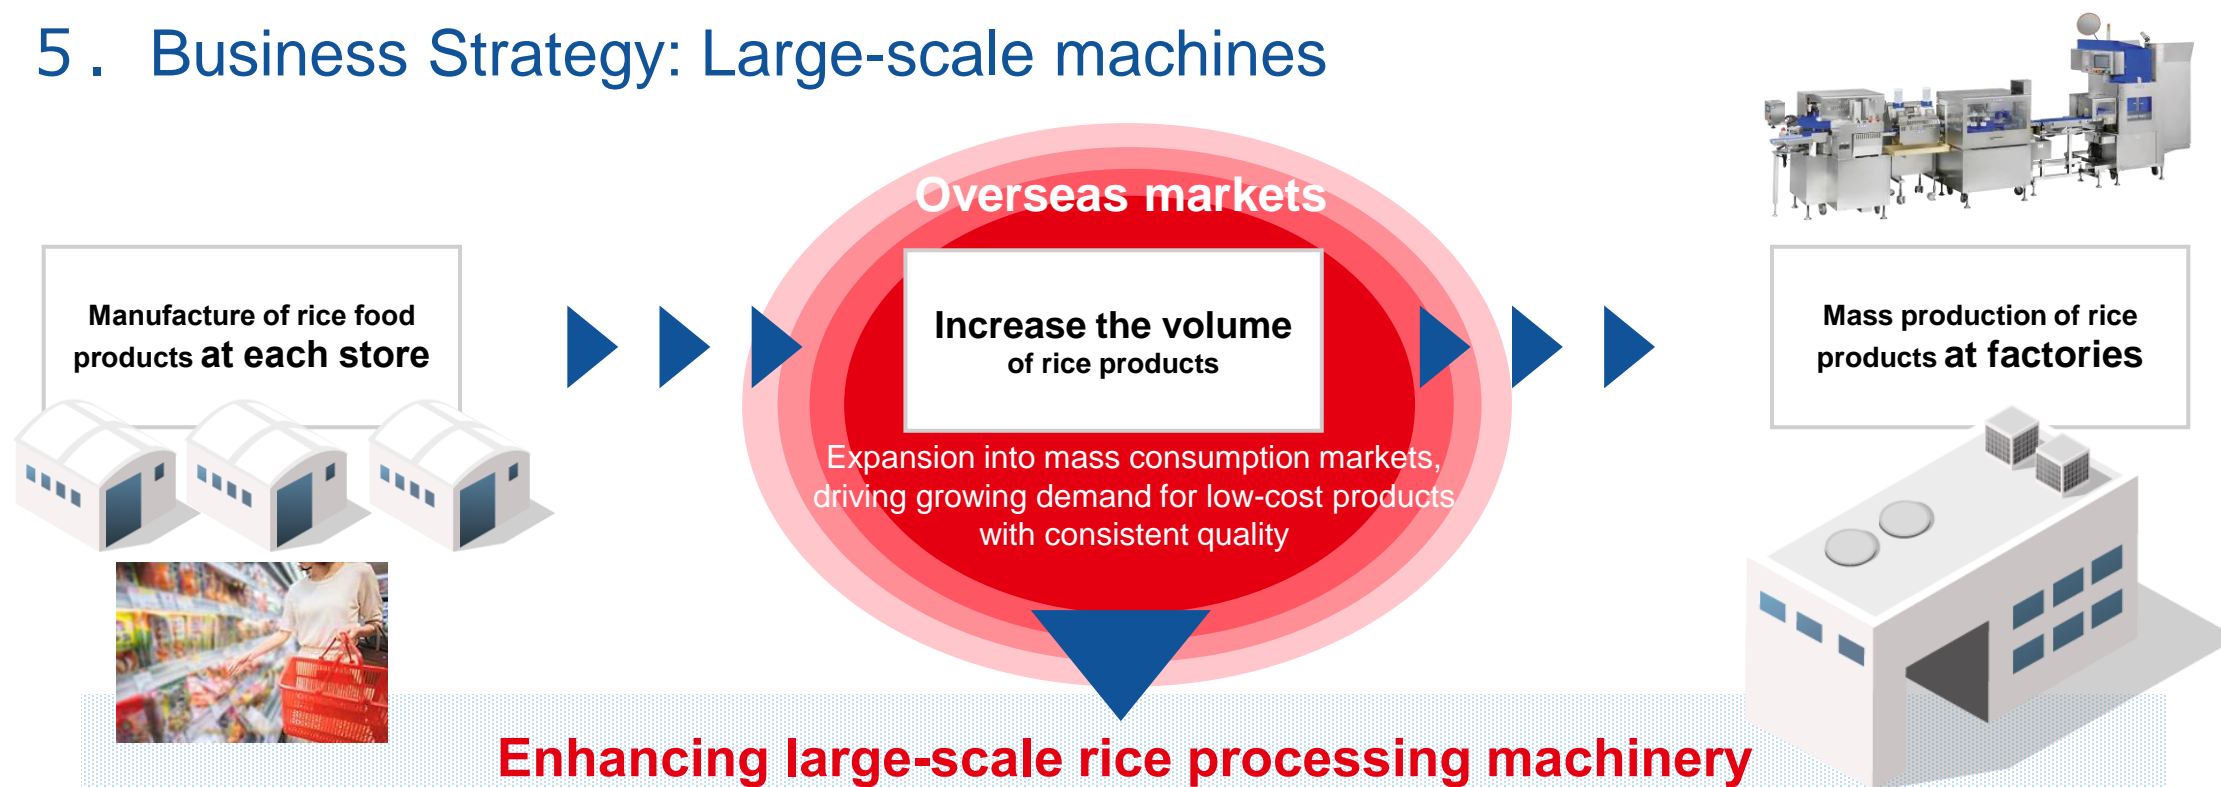 5. Business Strategy: Large-scale machines
Overseas markets
Manufacture of rice food
products at each store
Increase the volume
of rice products
Mass production of rice
products at factories
Expansion into mass consumption markets,
driving growing demand for low-cost products
with consistent quality
Enhancing large-scale rice processing machinery